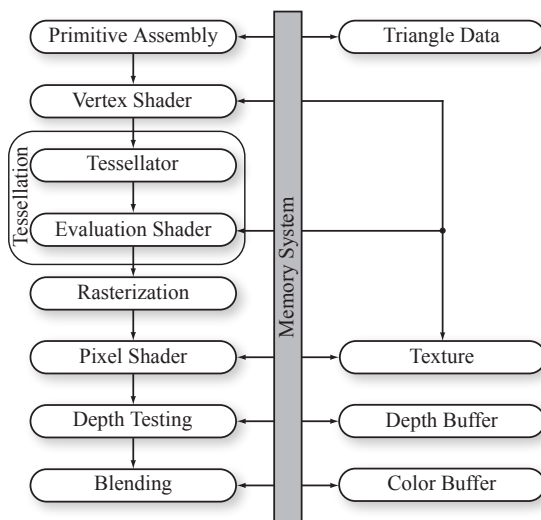 Primitive Assembly
Triangle Data
Vertex Shader
Tessellation
Tessellator
Evaluation Shader
Memory System
Rasterization
Pixel Shader
Texture
Depth Testing
Depth Buffer
Blending
Color Buffer